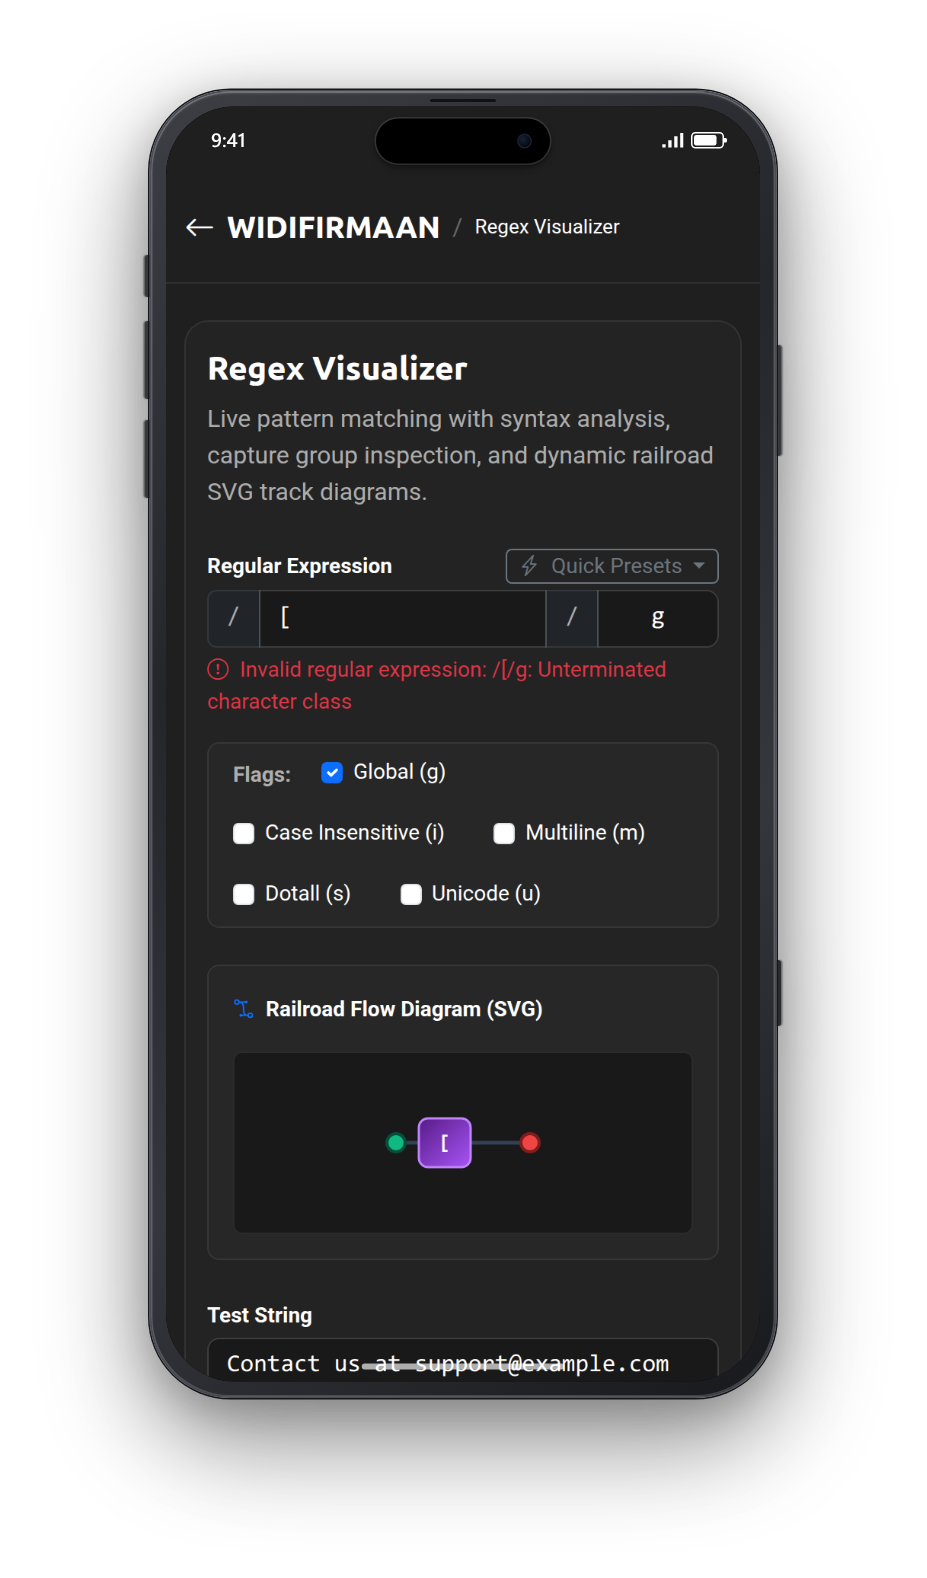 9:41
WIDIFIRMAAN / Regex Visualizer
Regex Visualizer
Live pattern matching with syntax analysis,
capture group inspection, and dynamic railroad
SVG track diagrams.
Regular Expression
Quick Presets
/ [ / g
Invalid regular expression: /[/g: Unterminated
character class
Flags: Global (g)
Case Insensitive (i) Multiline (m)
Dotall (s) Unicode (u)
Railroad Flow Diagram (SVG)
[
Test String
Contact us at support@example.com